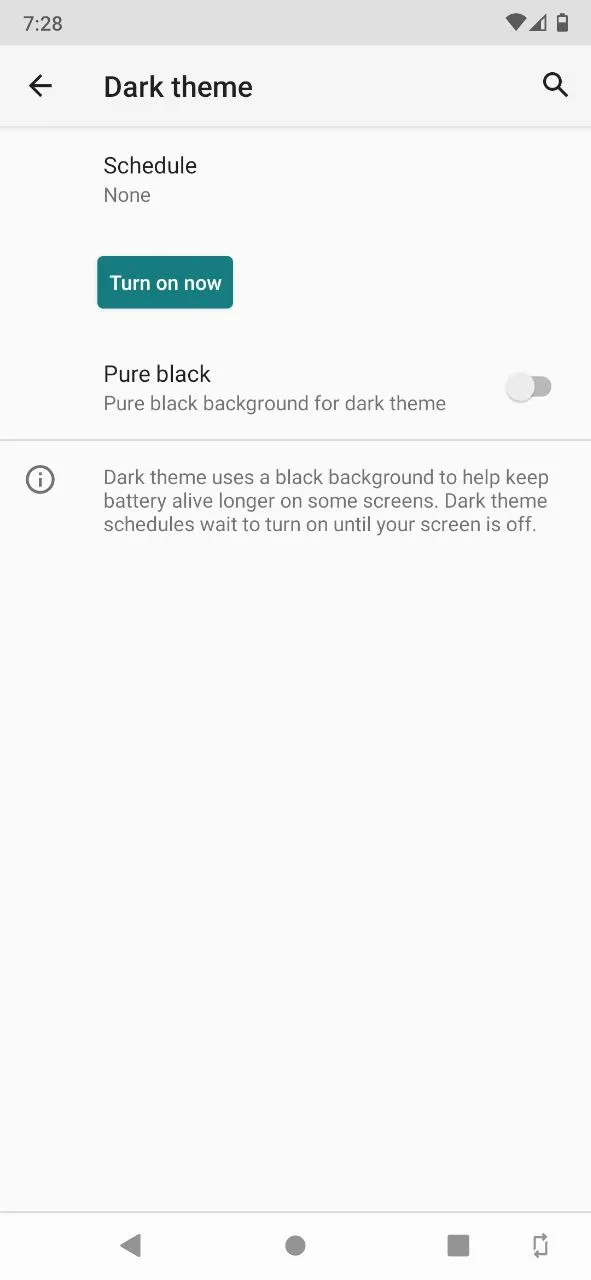 7:28
Dark theme
Schedule
None
Turn on now
Pure black
Pure black background for dark theme
Dark theme uses a black background to help keep
battery alive longer on some screens. Dark theme
schedules wait to turn on until your screen is off.